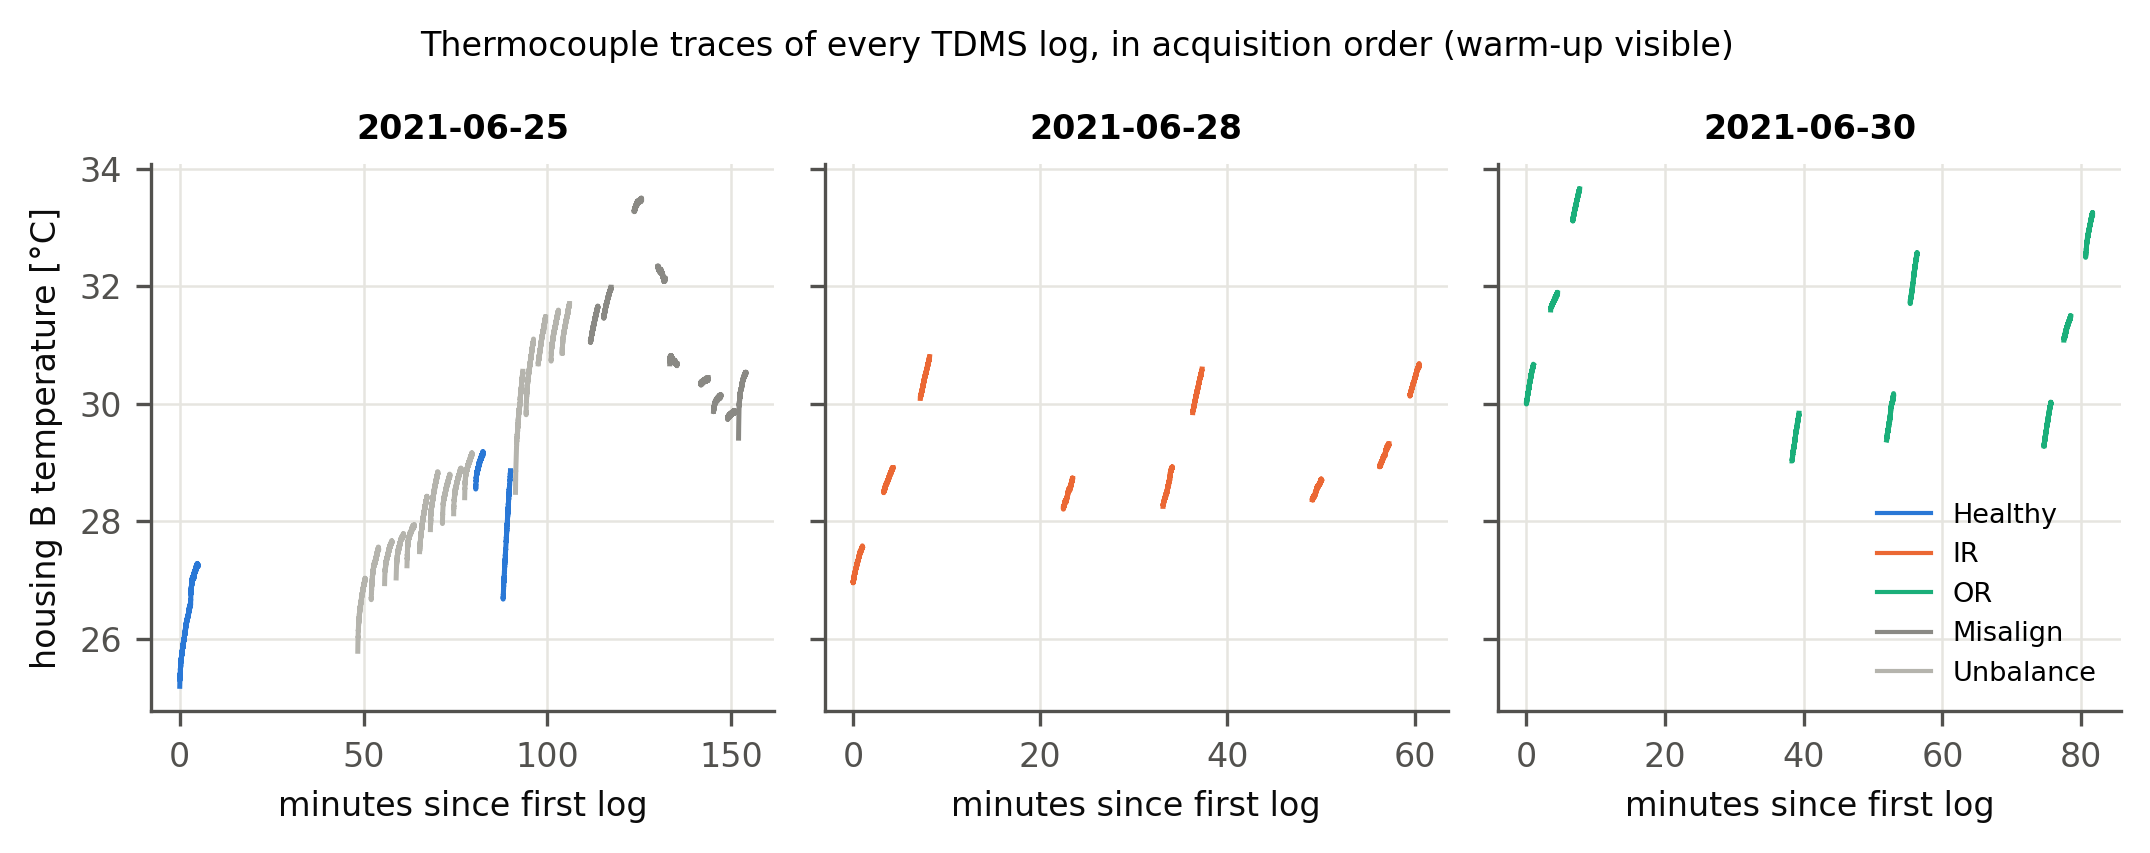 Thermocouple traces of every TDMS log, in acquisition order (warm-up visible)
2021-06-25
2021-06-28
2021-06-30
housing B temperature [°C]
34
32
30
28
26
0
50
100
150
0
20
40
60
0
20
40
60
80
minutes since first log
minutes since first log
minutes since first log
Healthy
IR
OR
Misalign
Unbalance